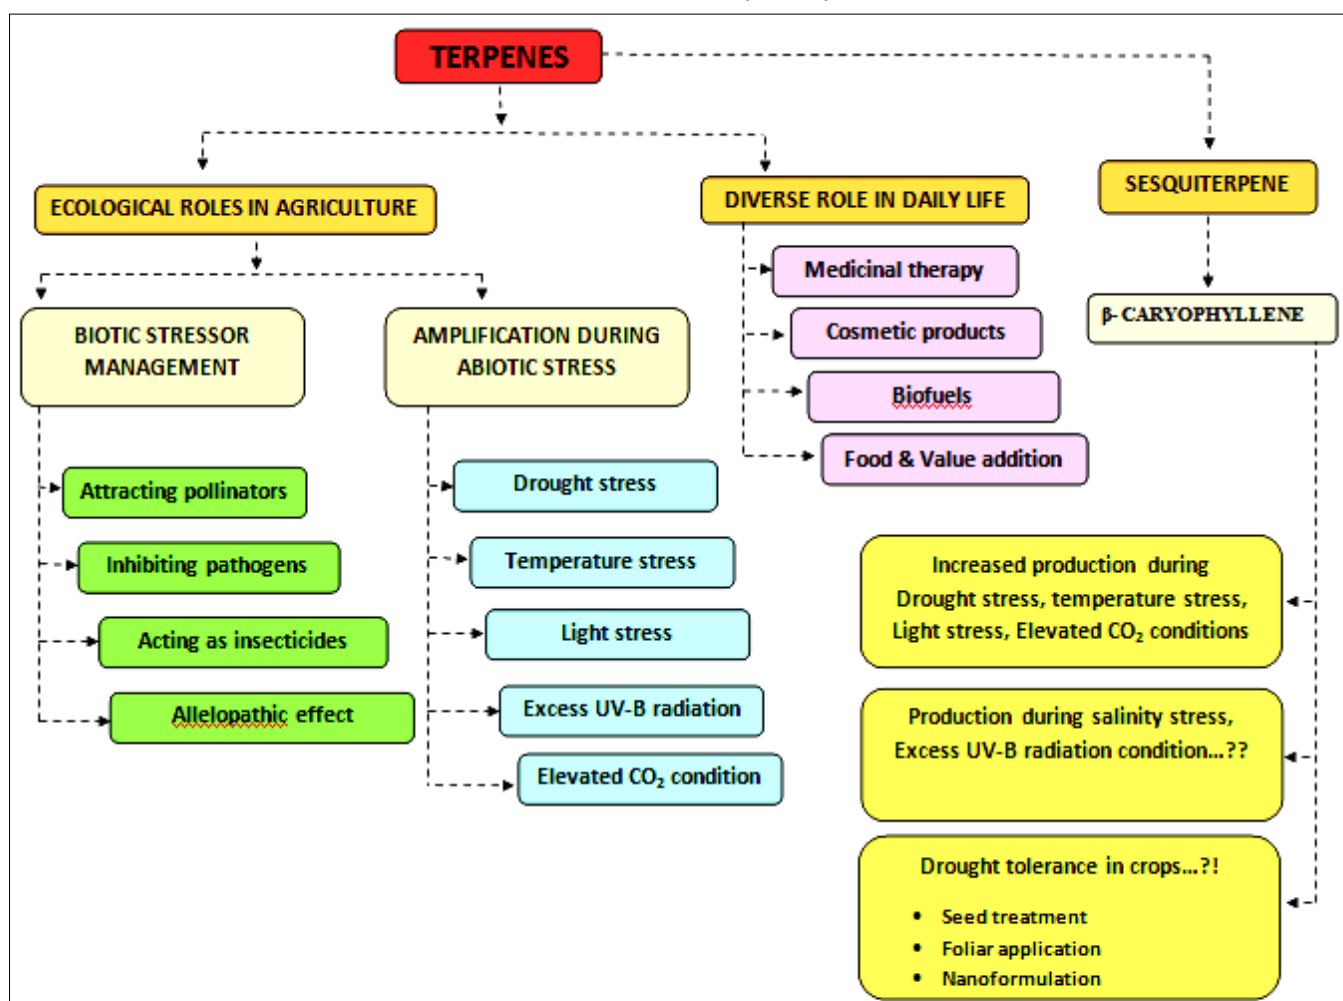 TERPENES
ECOLOGICAL ROLES IN AGRICULTURE
DIVERSE ROLE IN DAILY LIFE
SESQUITERPENE
BIOTIC STRESSOR
MANAGEMENT
AMPLIFICATION DURING
ABIOTIC STRESS
Medicinal therapy
Cosmetic products
Biofuels
Food & Value addition
β- CARYOPHYLLENE
Attracting pollinators
Inhibiting pathogens
Acting as insecticides
Allelopathic effect
Drought stress
Temperature stress
Light stress
Excess UV-B radiation
Elevated CO₂ condition
Increased production during
Drought stress, temperature stress,
Light stress, Elevated CO₂ conditions
Production during salinity stress,
Excess UV-B radiation condition...??
Drought tolerance in crops...?!
• Seed treatment
• Foliar application
• Nanoformulation